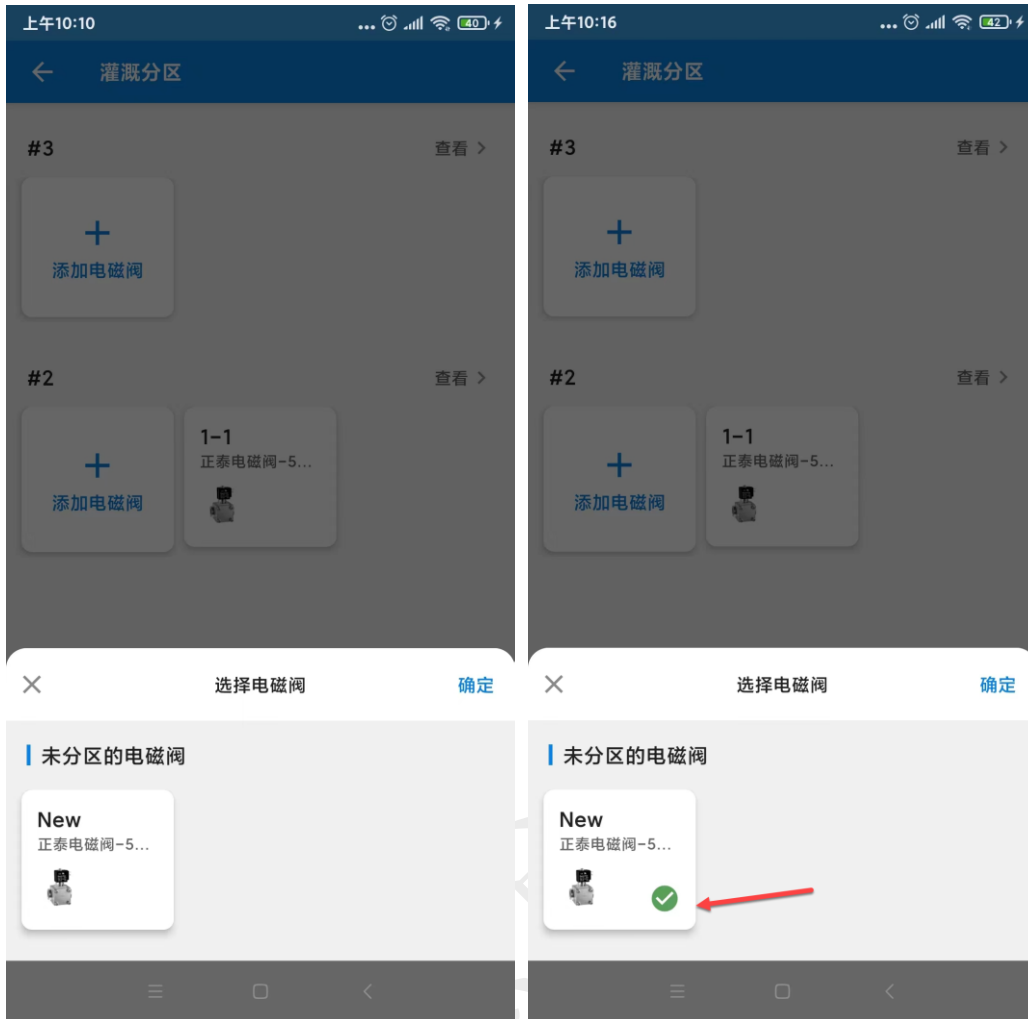 上午10:10
40
灌溉分区
#3
查看
添加电磁阀
#2
查看
添加电磁阀
1-1
正泰电磁阀-5...
选择电磁阀
确定
未分区的电磁阀
New
正泰电磁阀-5...
上午10:16
42
灌溉分区
#3
查看
添加电磁阀
#2
查看
添加电磁阀
1-1
正泰电磁阀-5...
选择电磁阀
确定
未分区的电磁阀
New
正泰电磁阀-5...